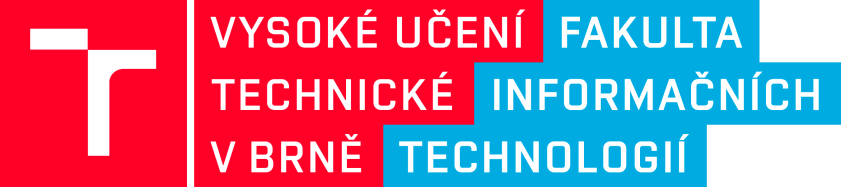 VYSOKÉ UČENÍ FAKULTA
TECHNICKÉ INFORMAČNÍCH
V BRNĚ TECHNOLOGIÍ